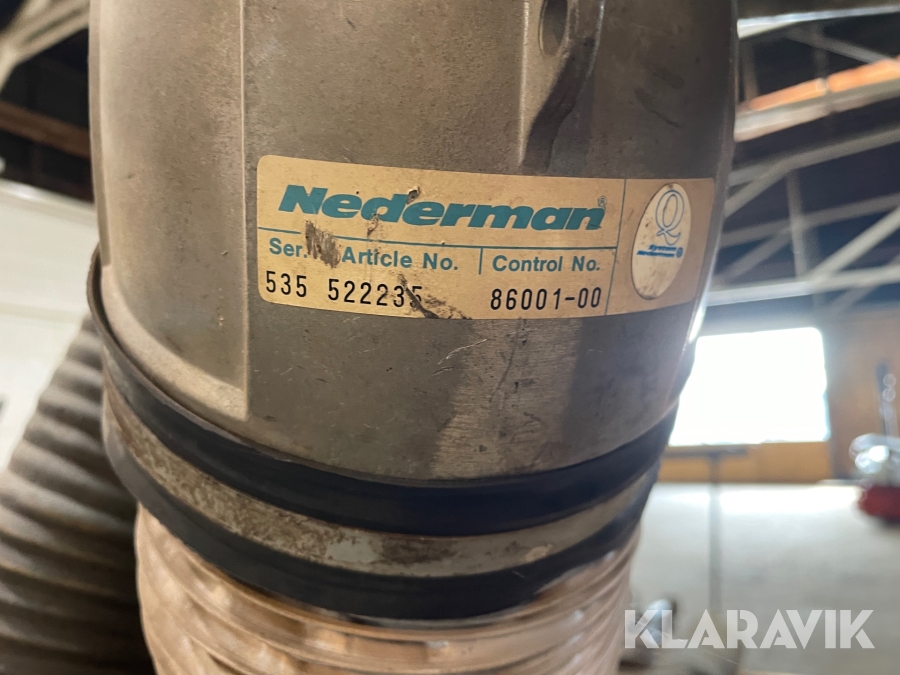 Nederman
Ser. Article No. | Control No.
535 522235 86001-00
Q
KLARAVIK